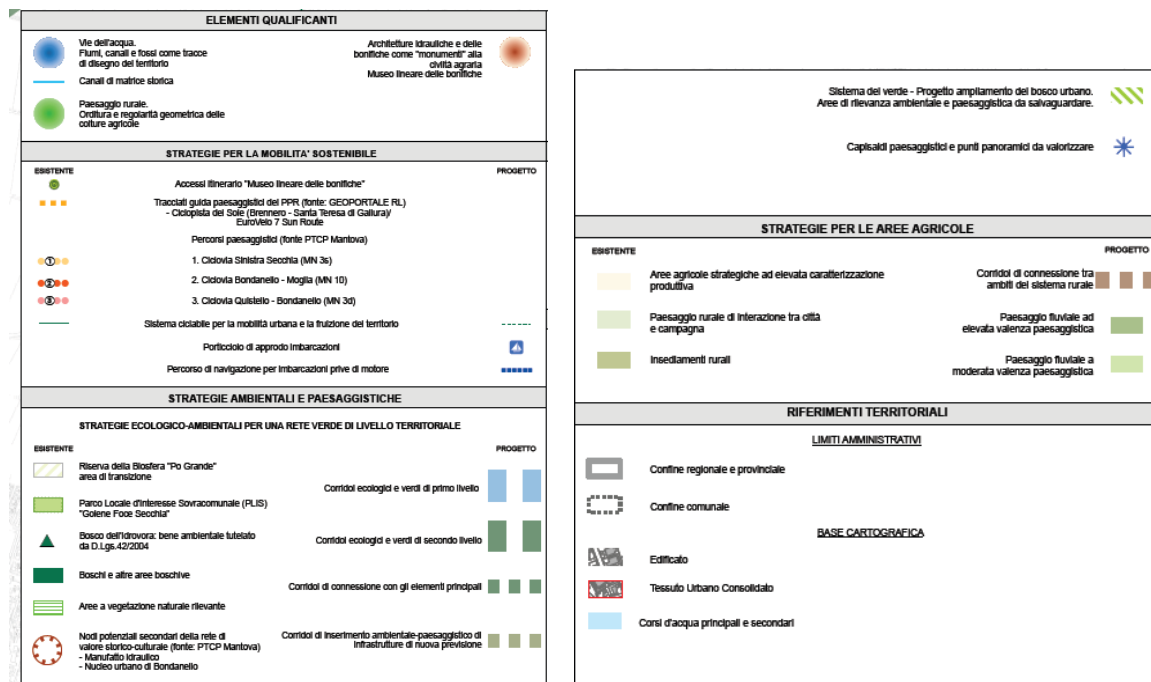 ELEMENTI QUALIFICANTI
Vie dell'acqua.
Fiumi, canali e fossi come tracce
di disegno del territorio
Canali di matrice storica
Paesaggio rurale.
Orditura e regolarità geometrica delle
colture agricole
Architetture idrauliche e delle
bonifiche come "monumenti" alla
civiltà agraria
Museo lineare delle bonifiche
STRATEGIE PER LA MOBILITA' SOSTENIBILE
ESISTENTE
PROGETTO
Accessi itinerario "Museo lineare delle bonifiche"
Tracciati guida paesaggistici del PPR (fonte: GEOPORTALE RL)
- Ciclopista del Sole (Brennero - Santa Teresa di Gallura)/
EuroVelo 7 Sun Route
Percorsi paesaggistici (fonte PTCP Mantova)
1
1. Ciclovia Sinistra Secchia (MN 3s)
2
2. Ciclovia Bondanello - Moglia (MN 10)
3
3. Ciclovia Quistello - Bondanello (MN 3d)
Sistema ciclabile per la mobilità urbana e la fruizione del territorio
Porticciolo di approdo imbarcazioni
Percorso di navigazione per imbarcazioni prive di motore
STRATEGIE AMBIENTALI E PAESAGGISTICHE
STRATEGIE ECOLOGICO-AMBIENTALI PER UNA RETE VERDE DI LIVELLO TERRITORIALE
ESISTENTE
PROGETTO
Riserva della Biosfera "Po Grande"
area di transizione
Parco Locale d'Interesse Sovracomunale (PLIS)
"Golene Foce Secchia"
Bosco dell'Idrovora: bene ambientale tutelato
da D.Lgs.42/2004
Boschi e altre aree boschive
Aree a vegetazione naturale rilevante
Nodi potenziali secondari della rete di
valore storico-culturale (fonte: PTCP Mantova)
- Manufatto idraulico
- Nucleo urbano di Bondanello
Corridoi ecologici e verdi di primo livello
Corridoi ecologici e verdi di secondo livello
Corridoi di connessione con gli elementi principali
Corridoi di inserimento ambientale-paesaggistico di
infrastrutture di nuova previsione
Sistema del verde - Progetto ampliamento del bosco urbano.
Aree di rilevanza ambientale e paesaggistica da salvaguardare.
Capisaldi paesaggistici e punti panoramici da valorizzare
STRATEGIE PER LE AREE AGRICOLE
ESISTENTE
PROGETTO
Aree agricole strategiche ad elevata caratterizzazione
produttiva
Paesaggio rurale di interazione tra città
e campagna
Insediamenti rurali
Corridoi di connessione tra
ambiti del sistema rurale
Paesaggio fluviale ad
elevata valenza paesaggistica
Paesaggio fluviale a
moderata valenza paesaggistica
RIFERIMENTI TERRITORIALI
LIMITI AMMINISTRATIVI
Confine regionale e provinciale
Confine comunale
BASE CARTOGRAFICA
Edificato
Tessuto Urbano Consolidato
Corsi d'acqua principali e secondari